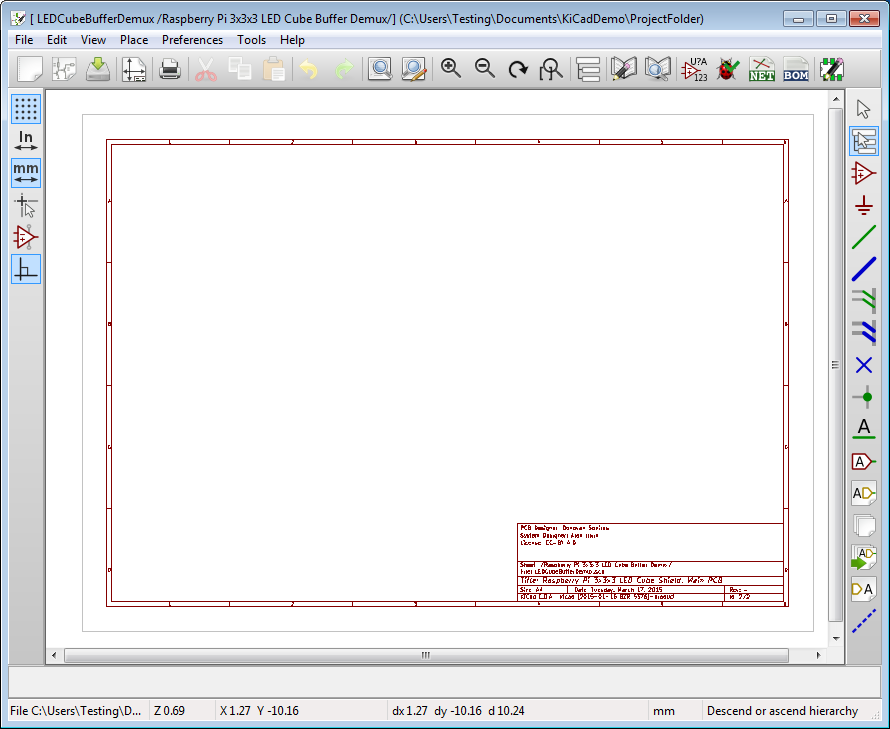 [ LEDCubeBufferDemux /Raspberry Pi 3x3x3 LED Cube Buffer Demux/] (C:\Users\Testing\Documents\KiCadDemo\ProjectFolder)
File Edit View Place Preferences Tools Help
U?A
123
NET
BOM
In
mm
A
A
A
A
A
PCB Designer: Donovan
System Designer:
License: CC-BY 4.0
Sheet: /Raspberry Pi 3x3x3 LED Cube Buffer Demux/
File: LEDCubeBufferDemux.sch
Title: Raspberry Pi 3x3x3 LED Cube Shield, Main PCB
Size: A4 Date: Tuesday, March 17, 2015 Rev: -
KiCad E.D.A. Id: 2/2
File C:\Users\Testing\D... Z 0.69 X 1.27 Y -10.16 dx 1.27 dy -10.16 d 10.24 mm Descend or ascend hierarchy